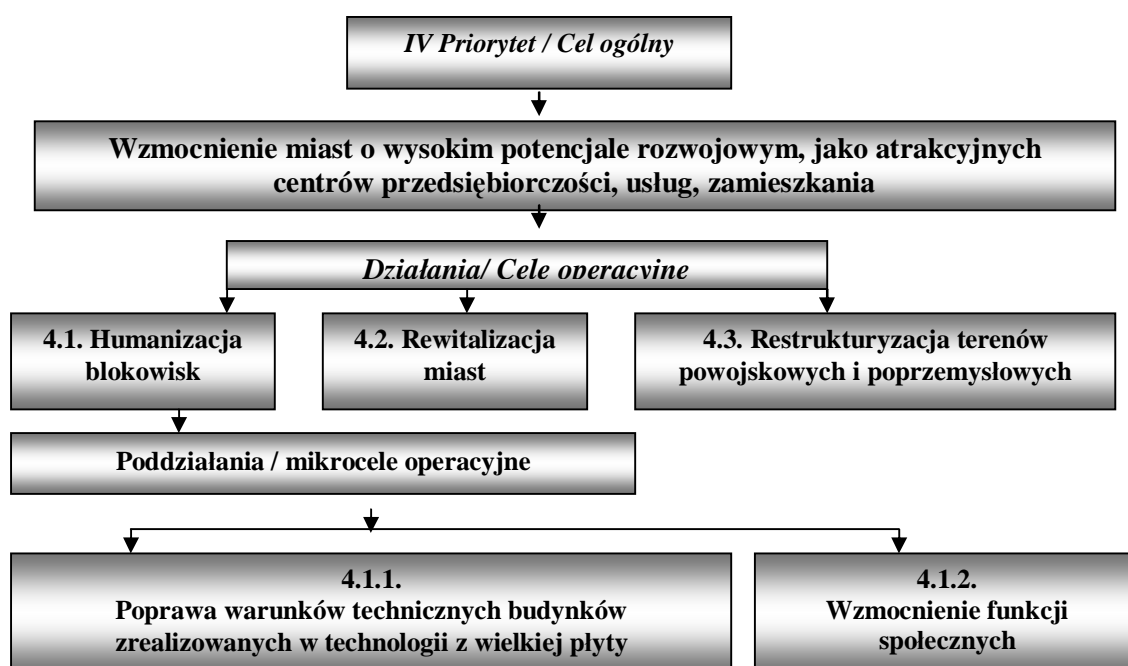 IV Priorytet / Cel ogólny
Wzmocnienie miast o wysokim potencjale rozwojowym, jako atrakcyjnych
centrów przedsiębiorczości, usług, zamieszkania
Działania/ Cele operacyjne
4.1. Humanizacja
blokowisk
4.2. Rewitalizacja
miast
4.3. Restrukturyzacja terenów
powojskowych i poprzemysłowych
Poddziałania / mikrocele operacyjne
4.1.1.
Poprawa warunków technicznych budynków
zrealizowanych w technologii z wielkiej płyty
4.1.2.
Wzmocnienie funkcji
społecznych